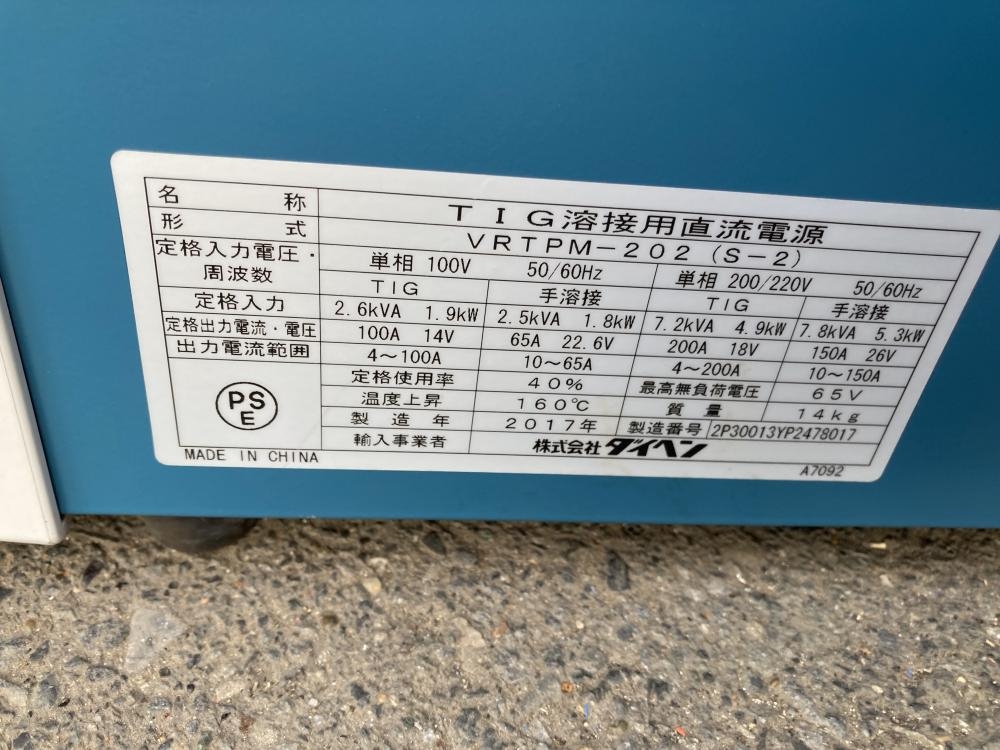 名 称 TIG溶接用直流電源
形 式 VRTPM-202(S-2)
定格入力電圧・周波数 単相 100V 50/60Hz 単相 200/220V 50/60Hz
TIG 手溶接 TIG 手溶接
定格入力 2.6kVA 1.9kW 2.5kVA 1.8kW 7.2kVA 4.9kW 7.8kVA 5.3kW
定格出力電流・電圧 100A 14V 65A 22.6V 200A 18V 150A 26V
出力電流範囲 4～100A 10～65A 4～200A 10～150A
定格使用率 40% 最高無負荷電圧 65V
温度上昇 160℃ 質量 14kg
製造年 2017年 製造番号 2P30013YP2478017
輸入事業者 株式会社ダイヘン
PS
E
MADE IN CHINA A7092